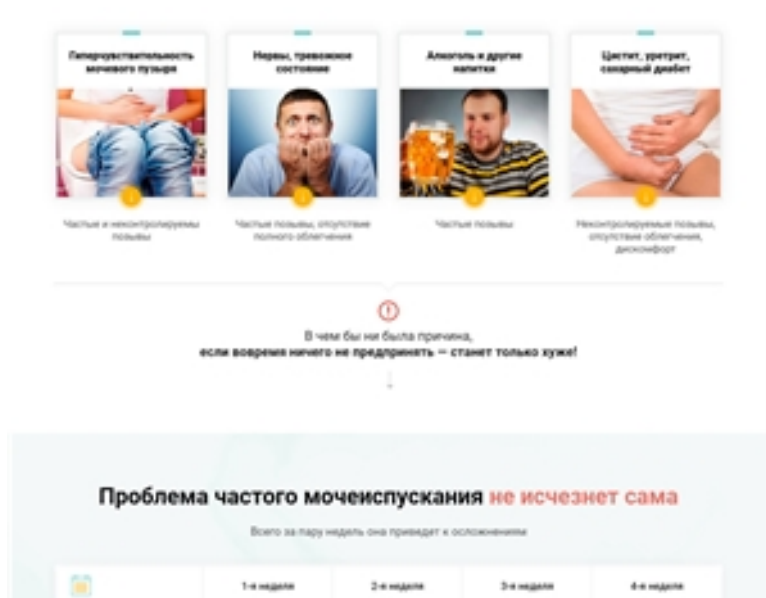 Гиперчувствительность
мочевого пузыря
Нервы, тревожное
состояние
Алкоголь и другие
напитки
Цистит, уретрит,
сахарный диабет
Частые и неконтролируемы
позывы
Частые позывы, отсутствие
полного облегчения
Частые позывы
Неконтролируемые позывы,
отсутствие облегчения,
дискомфорт
В чем бы ни была причина,
если вовремя ничего не предпринять — станет только хуже!
Проблема частого мочеиспускания не исчезнет сама
Всего за пару недель она приведет к осложнениям
1-я неделя 2-я неделя 3-я неделя 4-я неделя